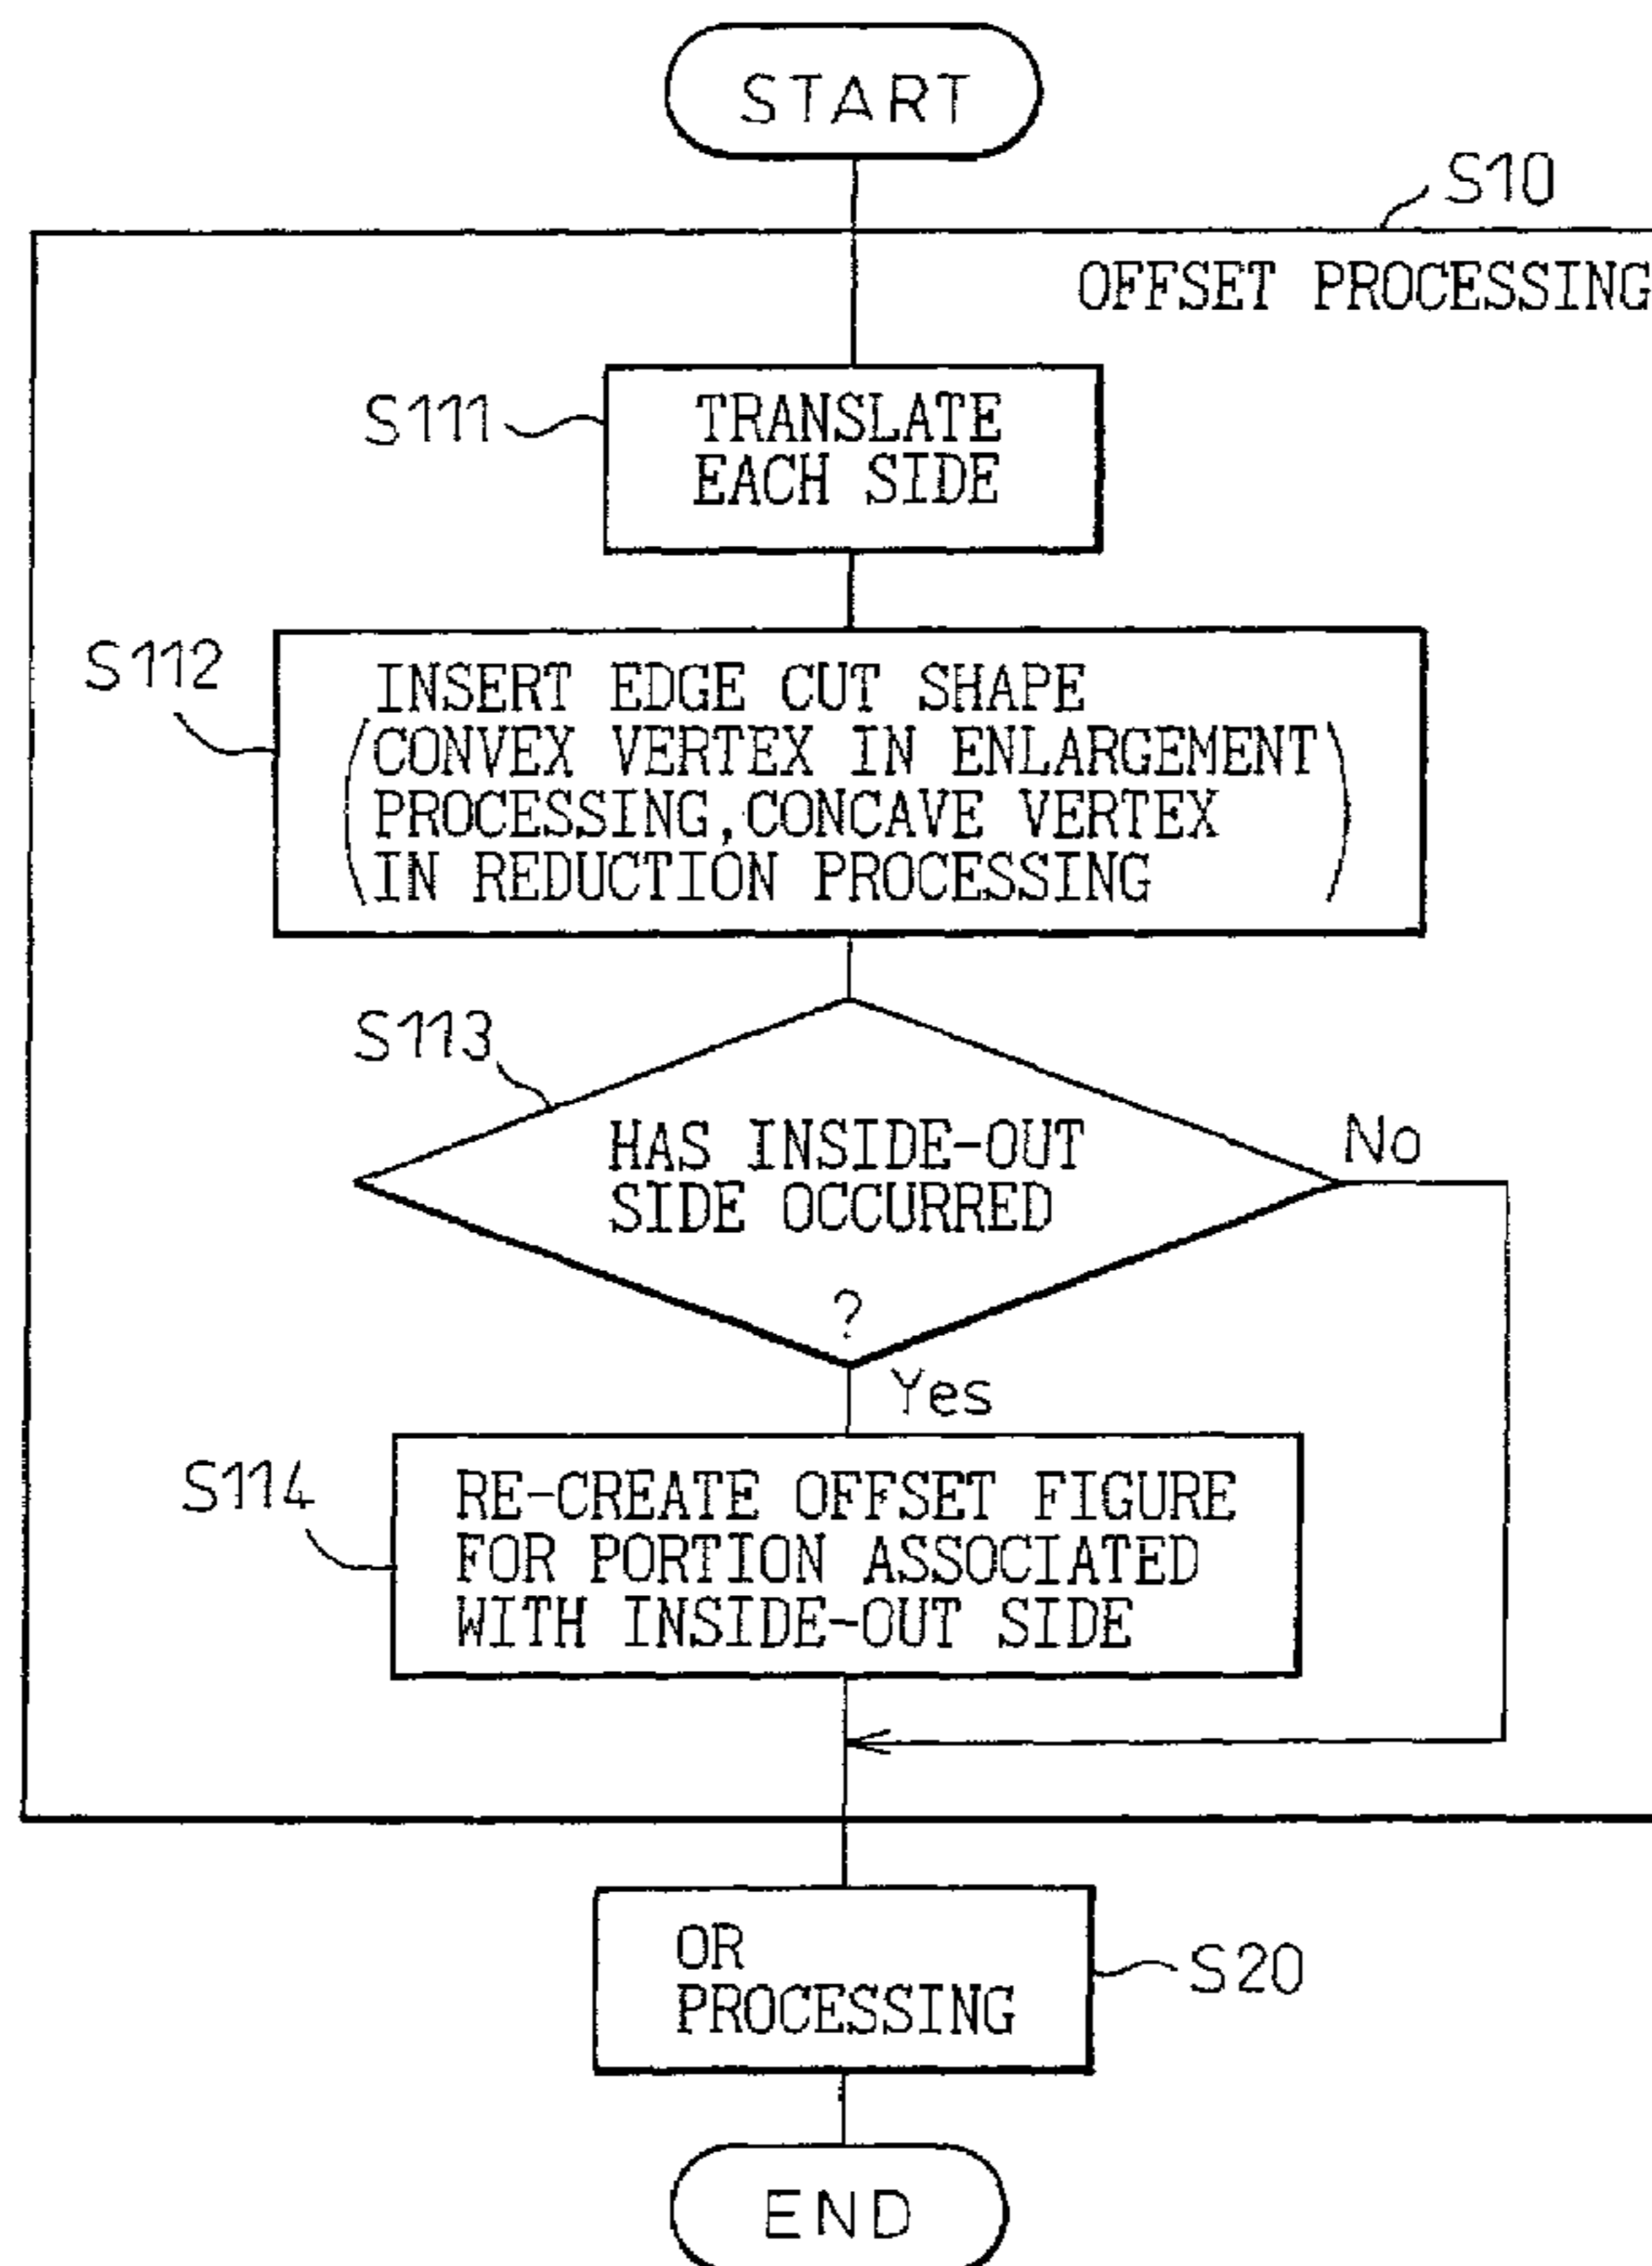 START
S10
OFFSET PROCESSING
S111
TRANSLATE
EACH SIDE
S112
INSERT EDGE CUT SHAPE
(CONVEX VERTEX IN ENLARGEMENT
PROCESSING,CONCAVE VERTEX
IN REDUCTION PROCESSING)
S113
HAS INSIDE-OUT
SIDE OCCURRED
?
No
Yes
S114
RE-CREATE OFFSET FIGURE
FOR PORTION ASSOCIATED
WITH INSIDE-OUT SIDE
OR
PROCESSING
S20
END